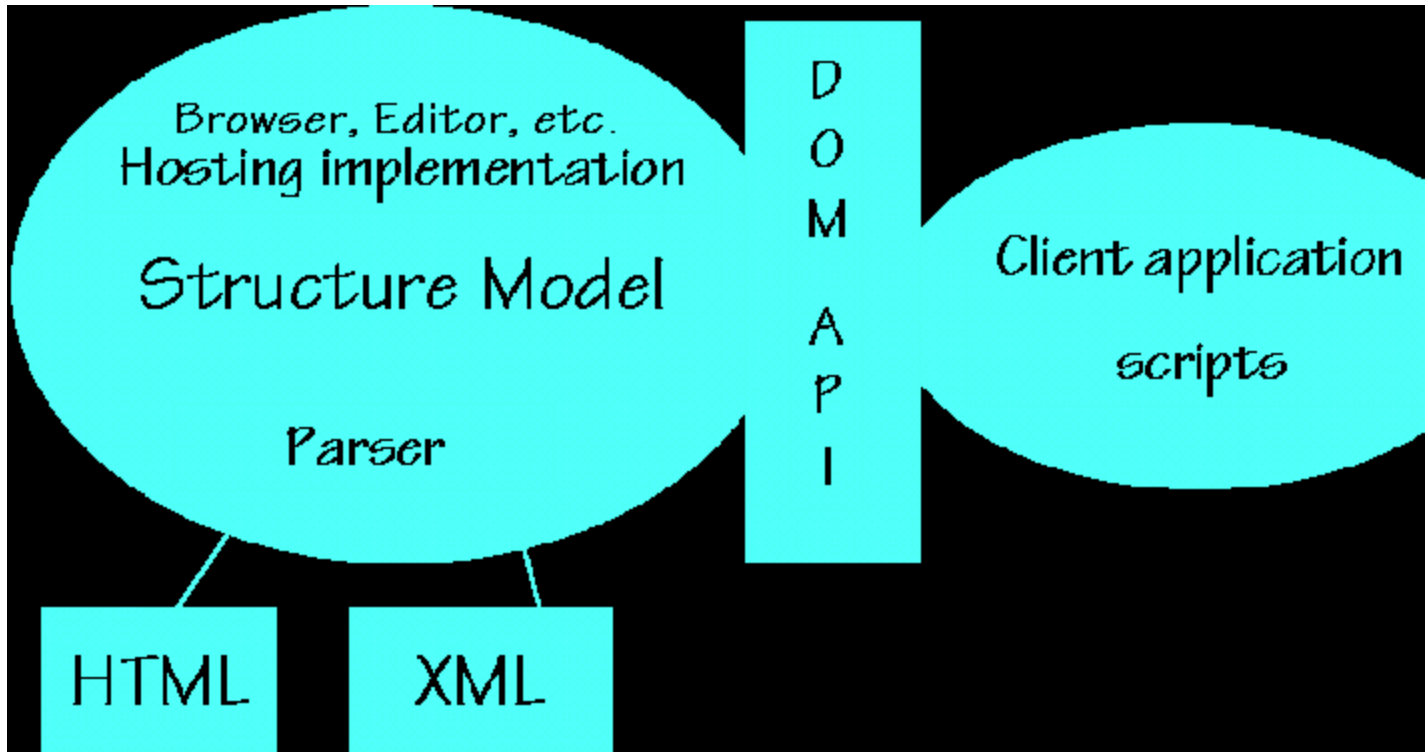 Browser, Editor, etc.
Hosting implementation
Structure Model
Parser
HTML
XML
D
O
M
A
P
I
Client application
scripts